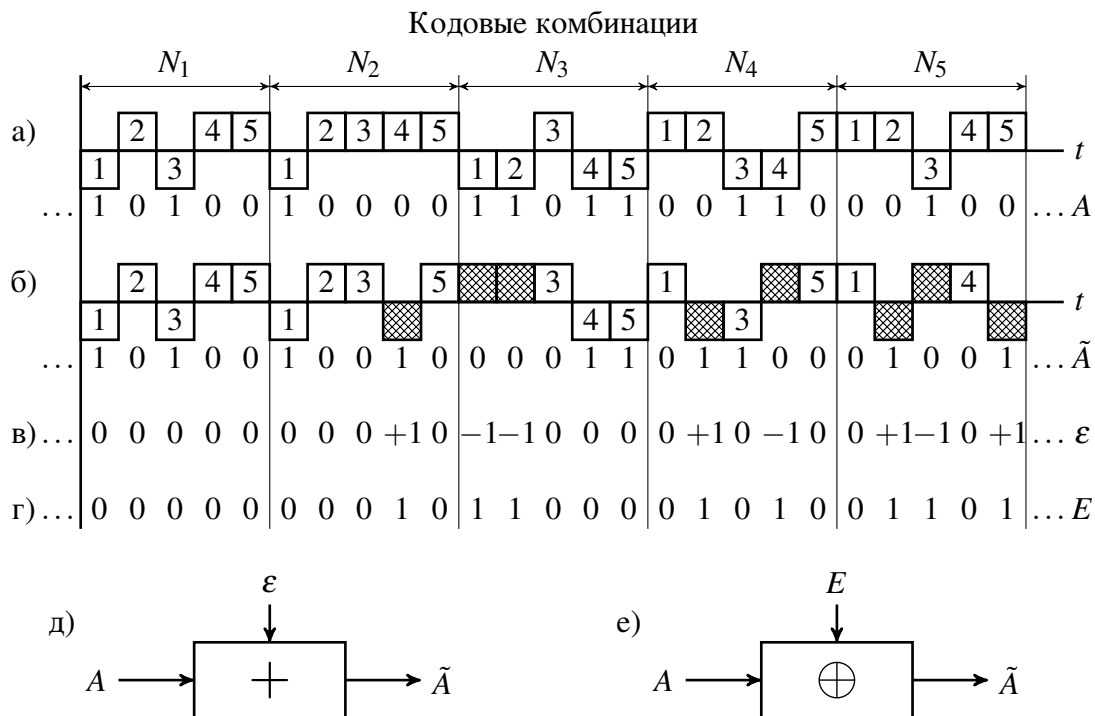 Кодовые комбинации
N₁ N₂ N₃ N₄ N₅
а) 2 4 5 2 3 4 5 3 1 2 5 1 2 4 5
1 3 1 1 2 4 5 3 4 3 t
... 1 0 1 0 0 1 0 0 0 0 1 1 0 1 1 0 0 1 1 0 0 0 1 0 0 ... A
б) 2 4 5 2 3 5 3 1 5 1 4
1 3 1 4 5 3 t
... 1 0 1 0 0 1 0 0 1 0 0 0 0 1 1 0 1 1 0 0 0 1 0 0 1 ... Ã
в) ... 0 0 0 0 0 0 0 0 +1 0 −1 −1 0 0 0 0 +1 0 −1 0 0 +1 −1 0 +1 ... ε
г) ... 0 0 0 0 0 0 0 0 1 0 1 1 0 0 0 0 1 0 1 0 0 1 1 0 1 ... E
ε E
д) е)
A + Ã A ⊕ Ã